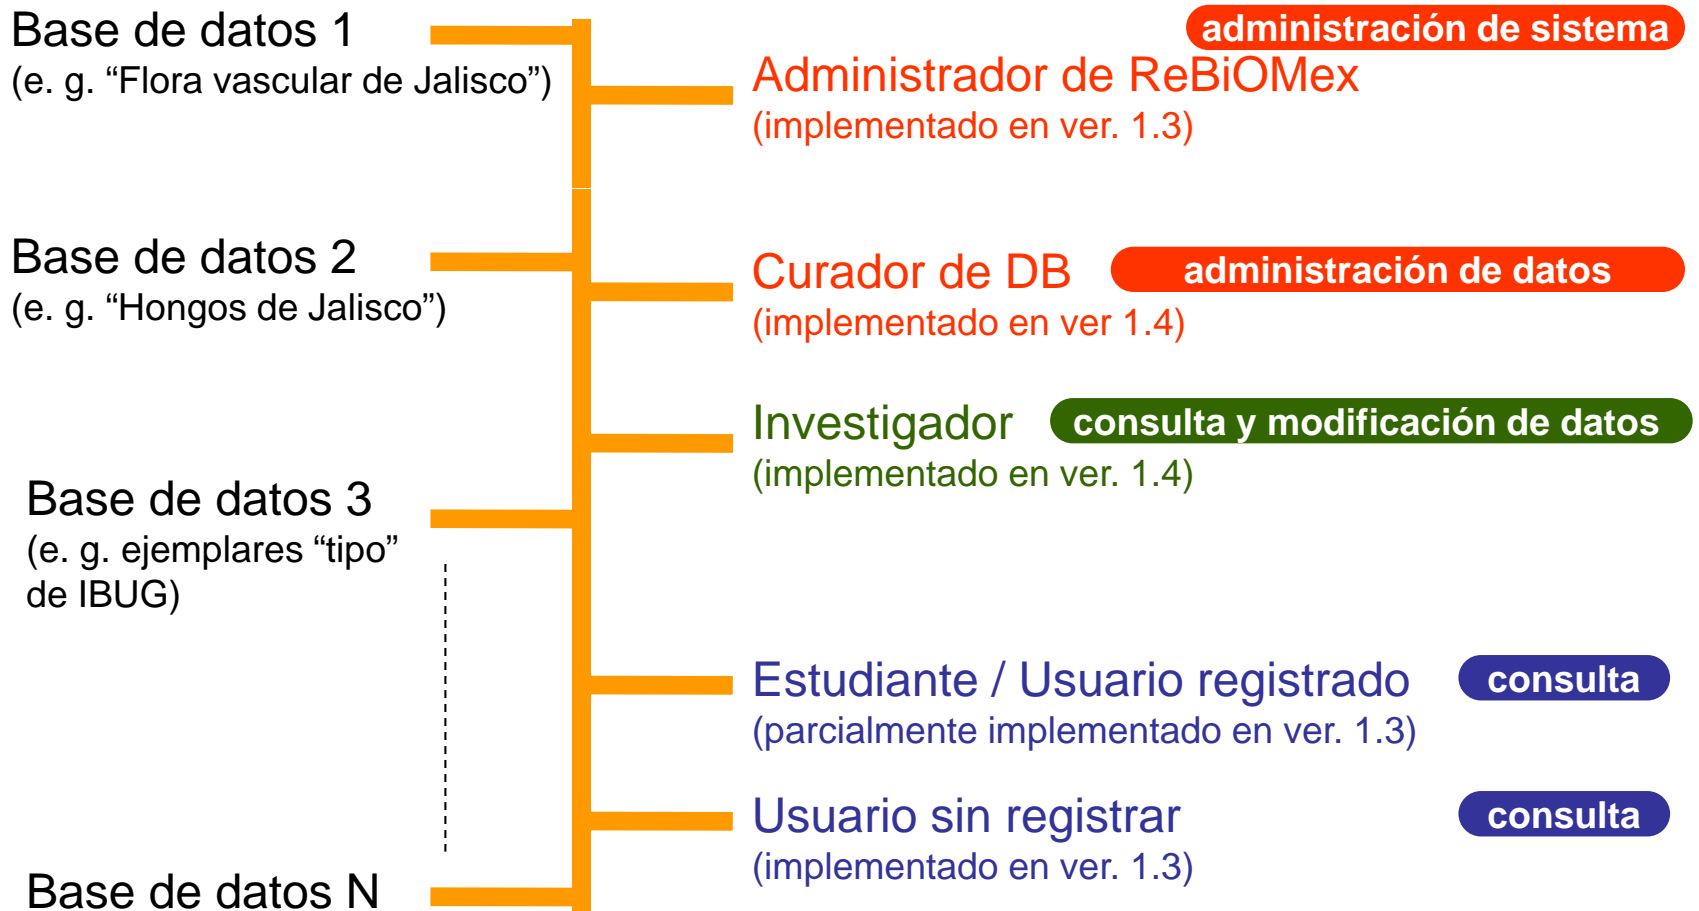 Base de datos 1
(e. g. “Flora vascular de Jalisco”)
Base de datos 2
(e. g. “Hongos de Jalisco”)
Base de datos 3
(e. g. ejemplares “tipo”
de IBUG)
Base de datos N
administración de sistema
Administrador de ReBiOMex
(implementado en ver. 1.3)
Curador de DB administración de datos
(implementado en ver 1.4)
Investigador consulta y modificación de datos
(implementado en ver. 1.4)
Estudiante / Usuario registrado consulta
(parcialmente implementado en ver. 1.3)
Usuario sin registrar consulta
(implementado en ver. 1.3)